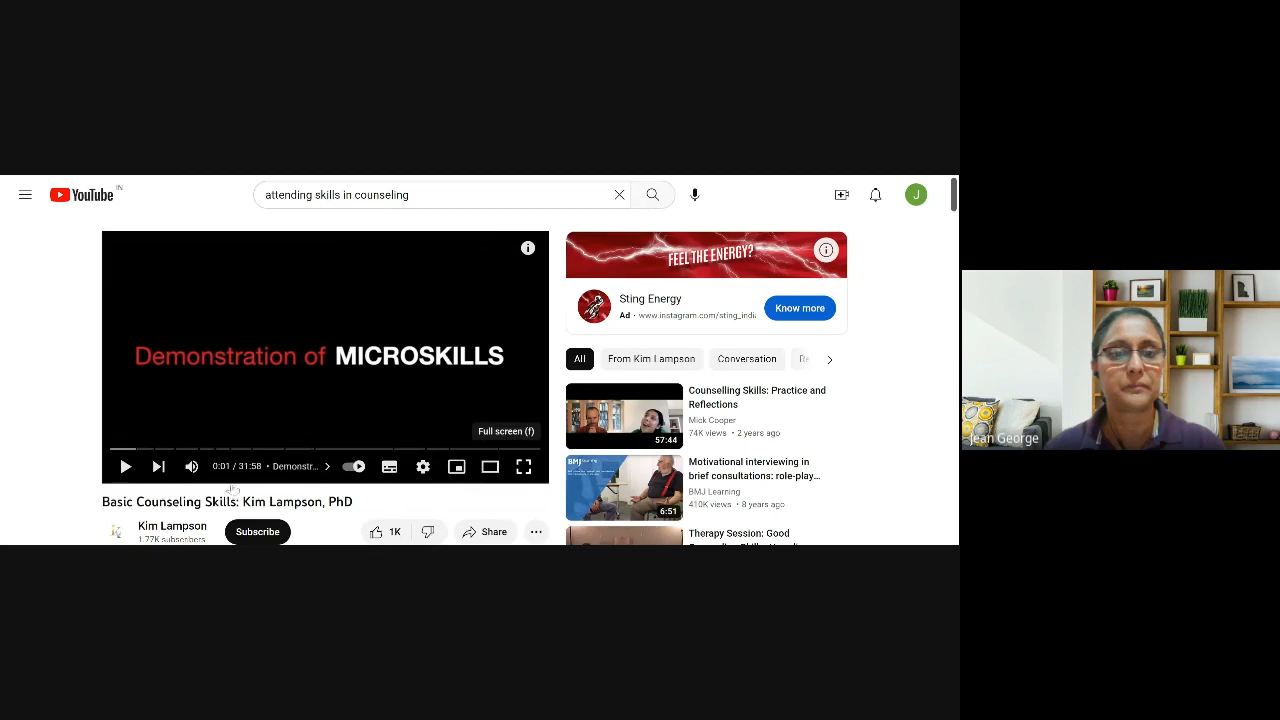 YouTube IN
attending skills in counseling
J
Demonstration of MICROSKILLS
Full screen (f)
0:01 / 31:58 • Demonstr...
Basic Counseling Skills: Kim Lampson, PhD
Kim Lampson
1.77K subscribers
Subscribe
1K
Share
FEEL THE ENERGY?
Sting Energy
Ad • www.instagram.com/sting_indi
Know more
All
From Kim Lampson
Conversation
57:44
Counselling Skills: Practice and
Reflections
Mick Cooper
74K views • 2 years ago
BMJ Learning
6:51
Motivational interviewing in
brief consultations: role-play...
BMJ Learning
410K views • 8 years ago
Therapy Session: Good
Jean George